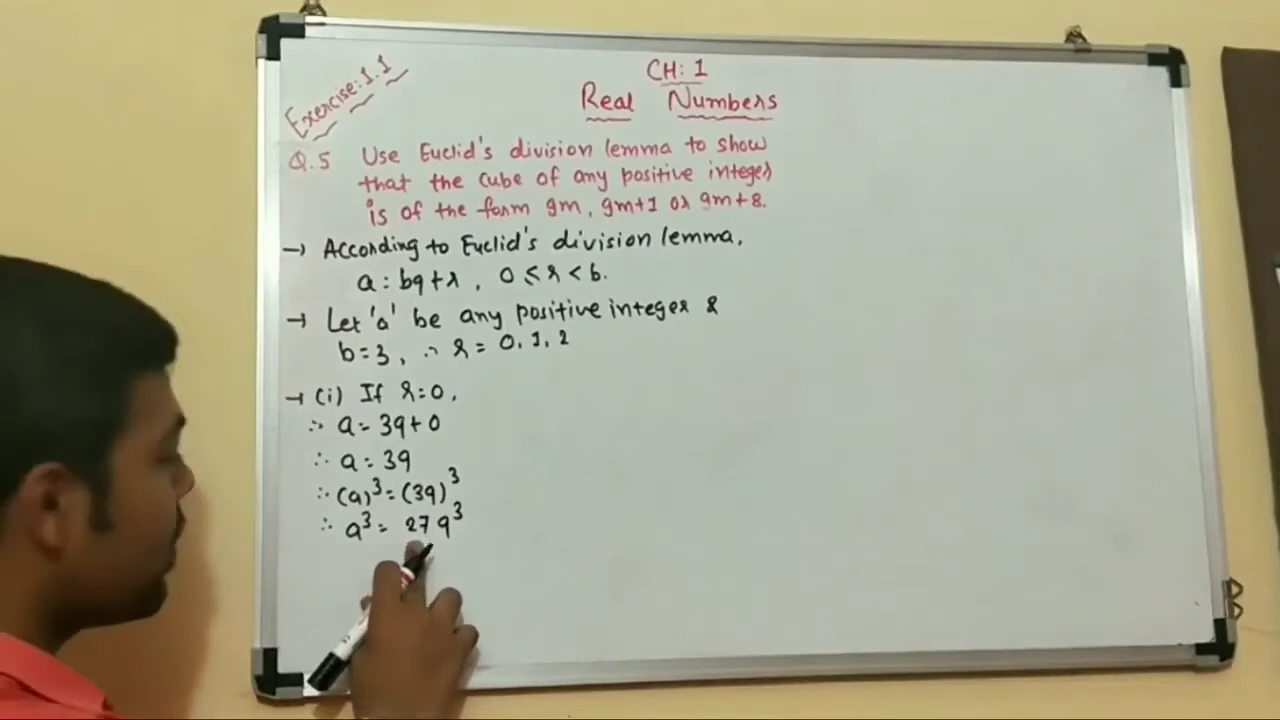 Exercise: 1.1
CH: 1
Real Numbers
Q.5 Use Euclid's division lemma to show
that the cube of any positive integer
is of the form 9m, 9m+1 or 9m+8.
→ According to Euclid's division lemma,
a = bq+r, 0 ≤ r < b.
→ Let 'a' be any positive integer &
b=3, ∴ r = 0, 1, 2
→ (i) If r=0,
∴ a = 3q+0
∴ a = 3q
∴ (a)³ = (3q)³
∴ a³ = 27q³